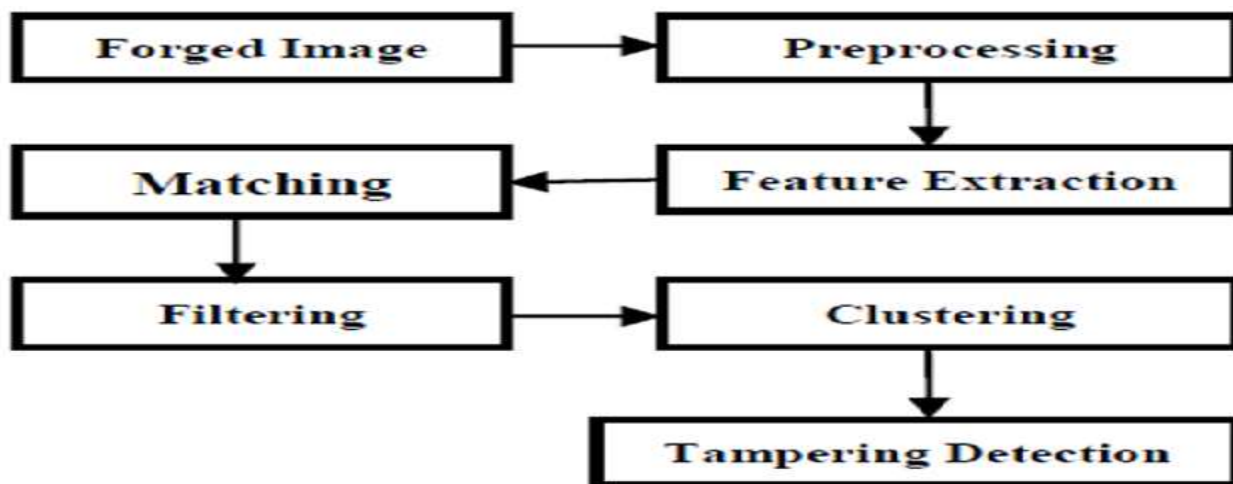 Forged Image
Preprocessing
Feature Extraction
Matching
Filtering
Clustering
Tampering Detection